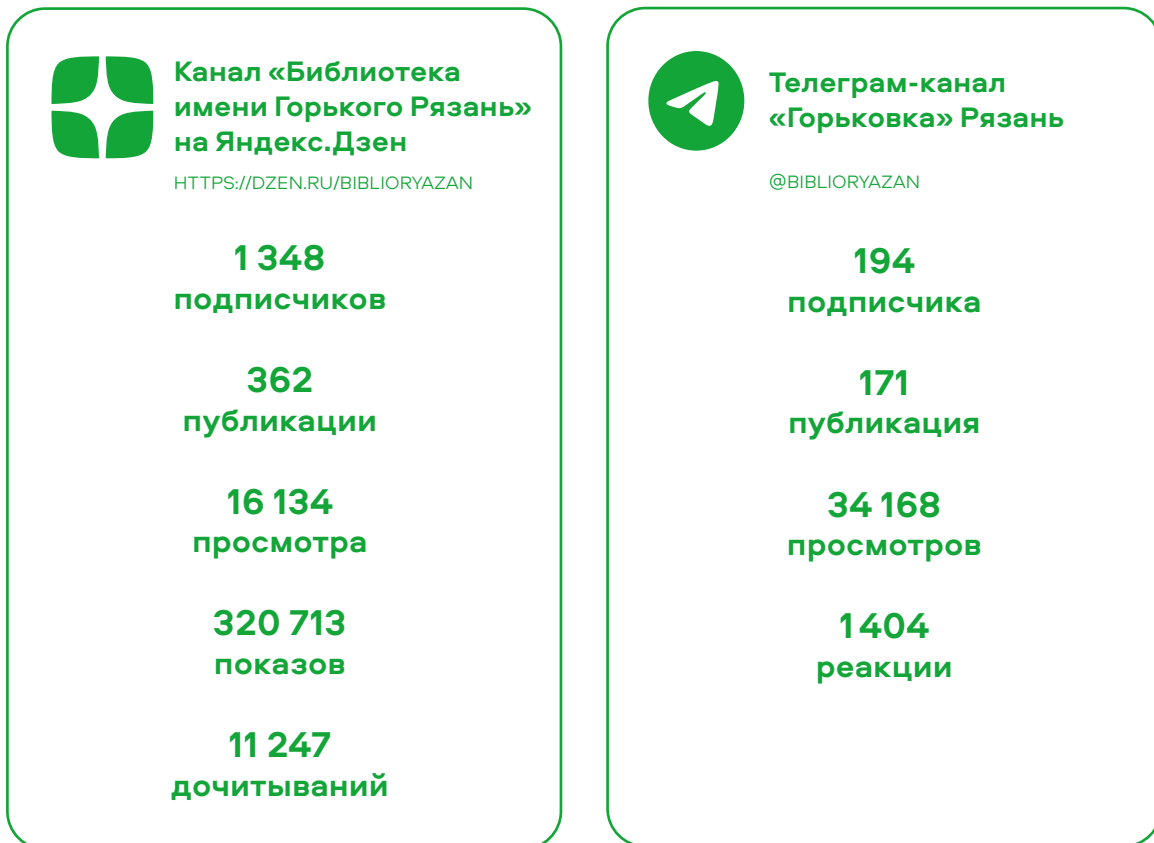 Канал «Библиотека
имени Горького Рязань»
на Яндекс.Дзен
HTTPS://DZEN.RU/BIBLIORYAZAN
1 348
подписчиков
362
публикации
16 134
просмотра
320 713
показов
11 247
дочитываний
Телеграм-канал
«Горьковка» Рязань
@BIBLIORYAZAN
194
подписчика
171
публикация
34 168
просмотров
1 404
реакции